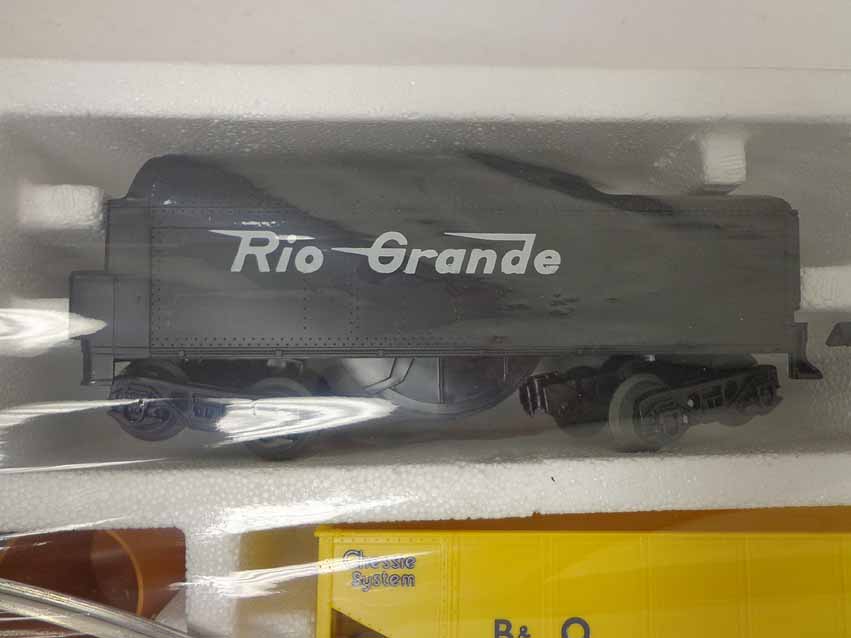 Rio Grande
Chessie
System
B&O